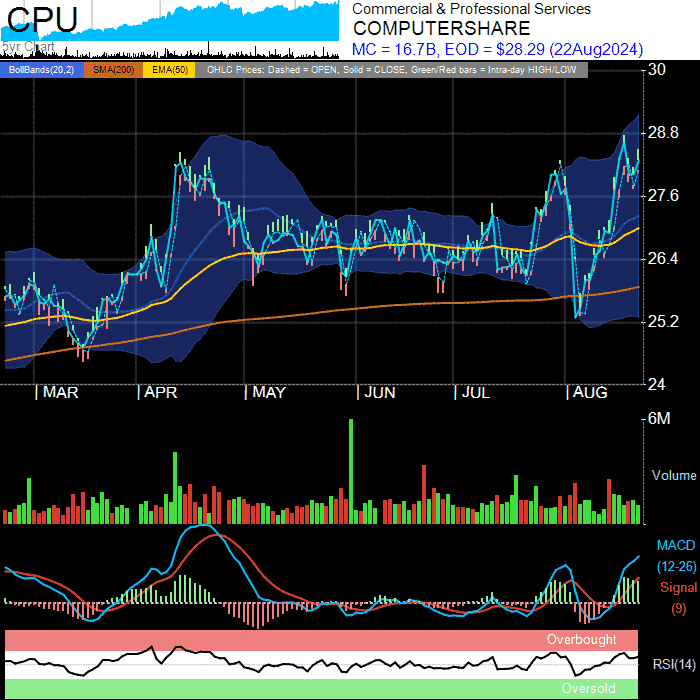 CPU
5yr Chart
Commercial & Professional Services
COMPUTERSHARE
MC = 16.7B, EOD = $28.29 (22Aug2024)
BollBands(20,2) SMA(200) EMA(50) OHLC Prices: Dashed = OPEN, Solid = CLOSE, Green/Red bars = Intra-day HIGH/LOW
30
28.8
27.6
26.4
25.2
24
| MAR | APR | MAY | JUN | JUL | AUG
6M
Volume
MACD
(12-26)
Signal
(9)
Overbought
RSI(14)
Oversold